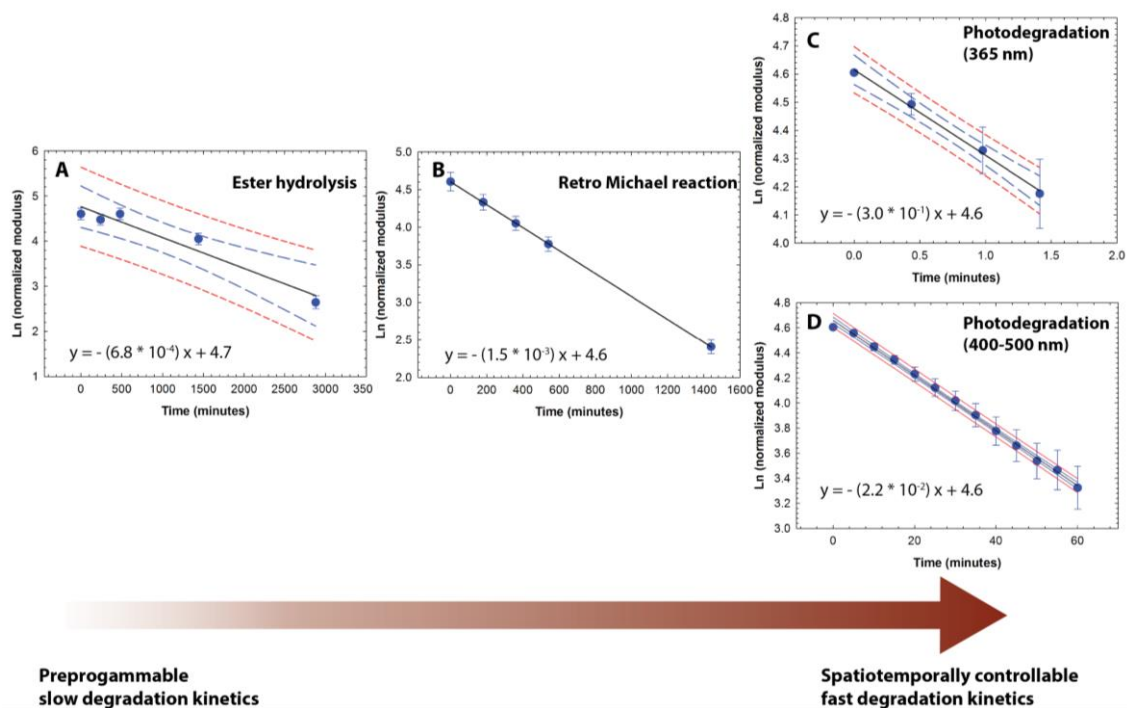 A
Ester hydrolysis
Ln (normalized modulus)
6
5
4
3
2
1
y = - (6.8 * 10-4) x + 4.7
0 500 1000 1500 2000 2500 3000 350
Time (minutes)
B
Retro Michael reaction
Ln (normalized modulus)
5.0
4.5
4.0
3.5
3.0
2.5
2.0
y = - (1.5 * 10-3) x + 4.6
0 200 400 600 800 1000 1200 1400 1600
Time (minutes)
C
Photodegradation
(365 nm)
Ln (normalized modulus)
4.8
4.7
4.6
4.5
4.4
4.3
4.2
4.1
4.0
y = - (3.0 * 10-1) x + 4.6
0.0 0.5 1.0 1.5 2.0
Time (minutes)
D
Photodegradation
(400-500 nm)
Ln (normalized modulus)
4.8
4.6
4.4
4.2
4.0
3.8
3.6
3.4
3.2
3.0
y = - (2.2 * 10-2) x + 4.6
0 20 40 60
Time (minutes)
Preprogammable
slow degradation kinetics
Spatiotemporally controllable
fast degradation kinetics